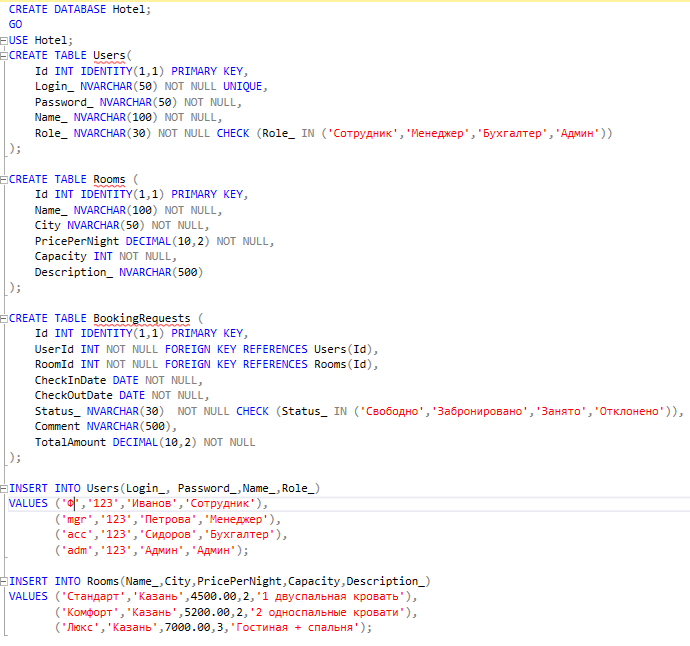 CREATE DATABASE Hotel;
GO
USE Hotel;
CREATE TABLE Users(
Id INT IDENTITY(1,1) PRIMARY KEY,
Login_ NVARCHAR(50) NOT NULL UNIQUE,
Password_ NVARCHAR(50) NOT NULL,
Name_ NVARCHAR(100) NOT NULL,
Role_ NVARCHAR(30) NOT NULL CHECK (Role_ IN ('Сотрудник','Менеджер','Бухгалтер','Админ'))
);
CREATE TABLE Rooms (
Id INT IDENTITY(1,1) PRIMARY KEY,
Name_ NVARCHAR(100) NOT NULL,
City NVARCHAR(50) NOT NULL,
PricePerNight DECIMAL(10,2) NOT NULL,
Capacity INT NOT NULL,
Description_ NVARCHAR(500)
);
CREATE TABLE BookingRequests (
Id INT IDENTITY(1,1) PRIMARY KEY,
UserId INT NOT NULL FOREIGN KEY REFERENCES Users(Id),
RoomId INT NOT NULL FOREIGN KEY REFERENCES Rooms(Id),
CheckInDate DATE NOT NULL,
CheckOutDate DATE NOT NULL,
Status_ NVARCHAR(30)  NOT NULL CHECK (Status_ IN ('Свободно','Забронировано','Занято','Отклонено')),
Comment NVARCHAR(500),
TotalAmount DECIMAL(10,2) NOT NULL
);
INSERT INTO Users(Login_, Password_,Name_,Role_)
VALUES ('Ф','123','Иванов','Сотрудник'),
('mgr','123','Петрова','Менеджер'),
('acc','123','Сидоров','Бухгалтер'),
('adm','123','Админ','Админ');
INSERT INTO Rooms(Name_,City,PricePerNight,Capacity,Description_)
VALUES ('Стандарт','Казань',4500.00,2,'1 двуспальная кровать'),
('Комфорт','Казань',5200.00,2,'2 односпальные кровати'),
('Люкс','Казань',7000.00,3,'Гостиная + спальня');